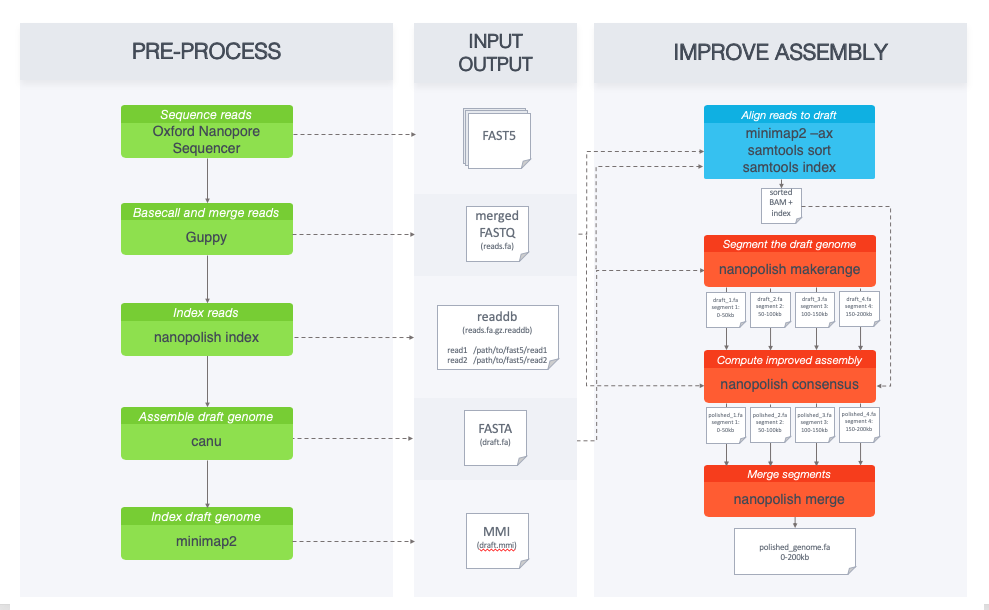 PRE-PROCESS
Sequence reads
Oxford Nanopore
Sequencer
Basecall and merge reads
Guppy
Index reads
nanopolish index
Assemble draft genome
canu
Index draft genome
minimap2
INPUT
OUTPUT
FAST5
merged
FASTQ
(reads.fa)
readdb
(reads.fa.gz.readdb)
read1 /path/to/fast5/read1
read2 /path/to/fast5/read2
FASTA
(draft.fa)
MMI
(draft.mmi)
IMPROVE ASSEMBLY
Align reads to draft
minimap2 –ax
samtools sort
samtools index
sorted
BAM +
index
Segment the draft genome
nanopolish makerange
draft_1.fa
segment 1:
0-50kb
draft_2.fa
segment 2:
50-100kb
draft_3.fa
segment 3:
100-150kb
draft_4.fa
segment 4:
150-200kb
Compute improved assembly
nanopolish consensus
polished_1.fa
segment 1:
0-50kb
polished_2.fa
segment 2:
50-100kb
polished_3.fa
segment 3:
100-150kb
polished_4.fa
segment 4:
150-200kb
Merge segments
nanopolish merge
polished_genome.fa
0-200kb